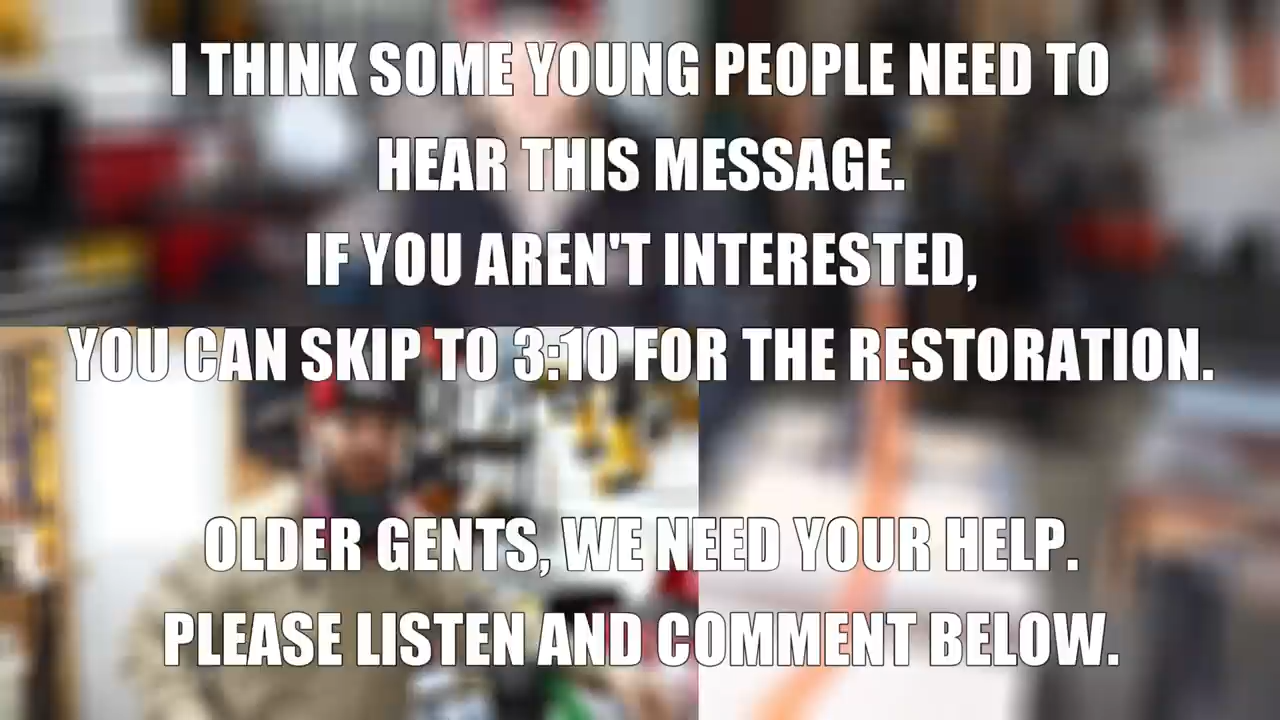 I THINK SOME YOUNG PEOPLE NEED TO
HEAR THIS MESSAGE.
IF YOU AREN'T INTERESTED,
YOU CAN SKIP TO 3:10 FOR THE RESTORATION.
OLDER GENTS, WE NEED YOUR HELP.
PLEASE LISTEN AND COMMENT BELOW.